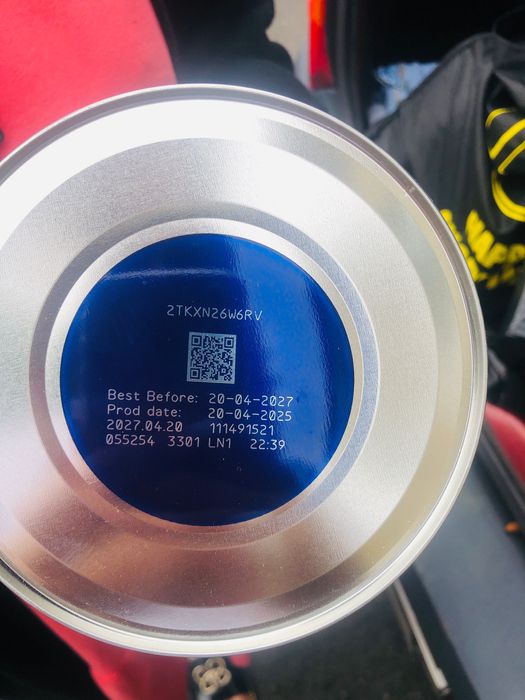 2TKXN26W6RV
Best Before: 20-04-2027
Prod date: 20-04-2025
2027.04.20 111491521
055254 3301 LN1 22:39